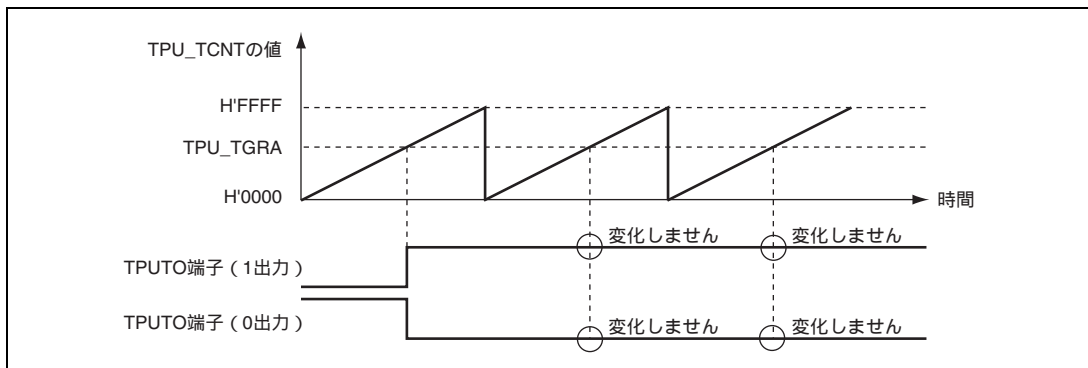 TPU_TCNTの値
H'FFFF
TPU_TGRA
H'0000
時間
変化しません 変化しません
TPUTO端子（1出力）
TPUTO端子（0出力）
変化しません 変化しません